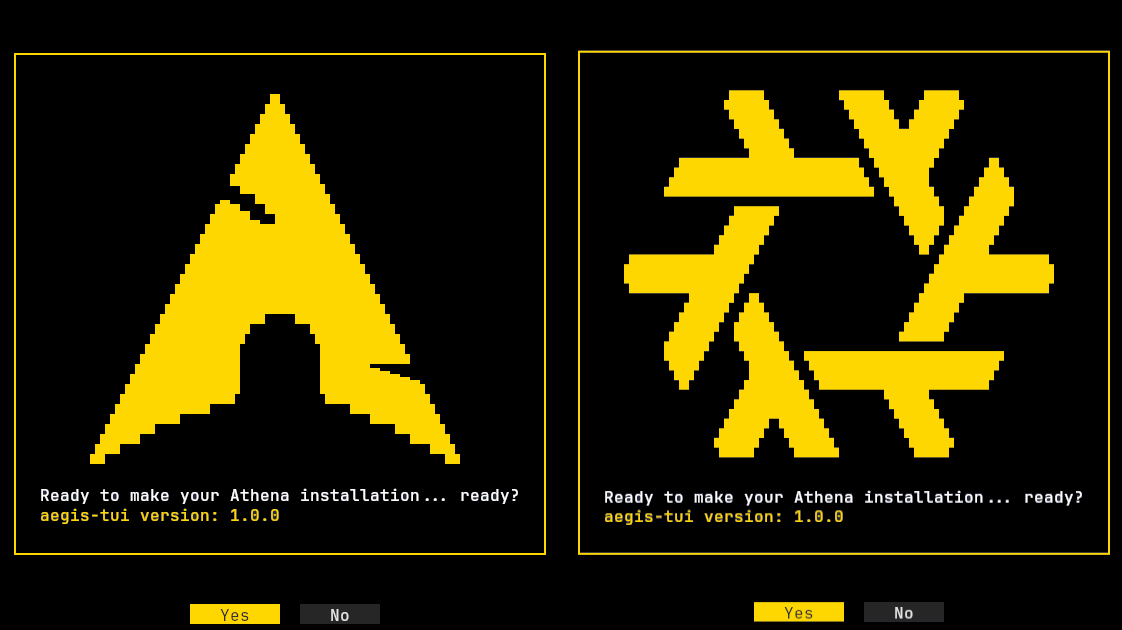 Ready to make your Athena installation... ready?
aegis-tui version: 1.0.0
Yes No
Ready to make your Athena installation... ready?
aegis-tui version: 1.0.0
Yes No